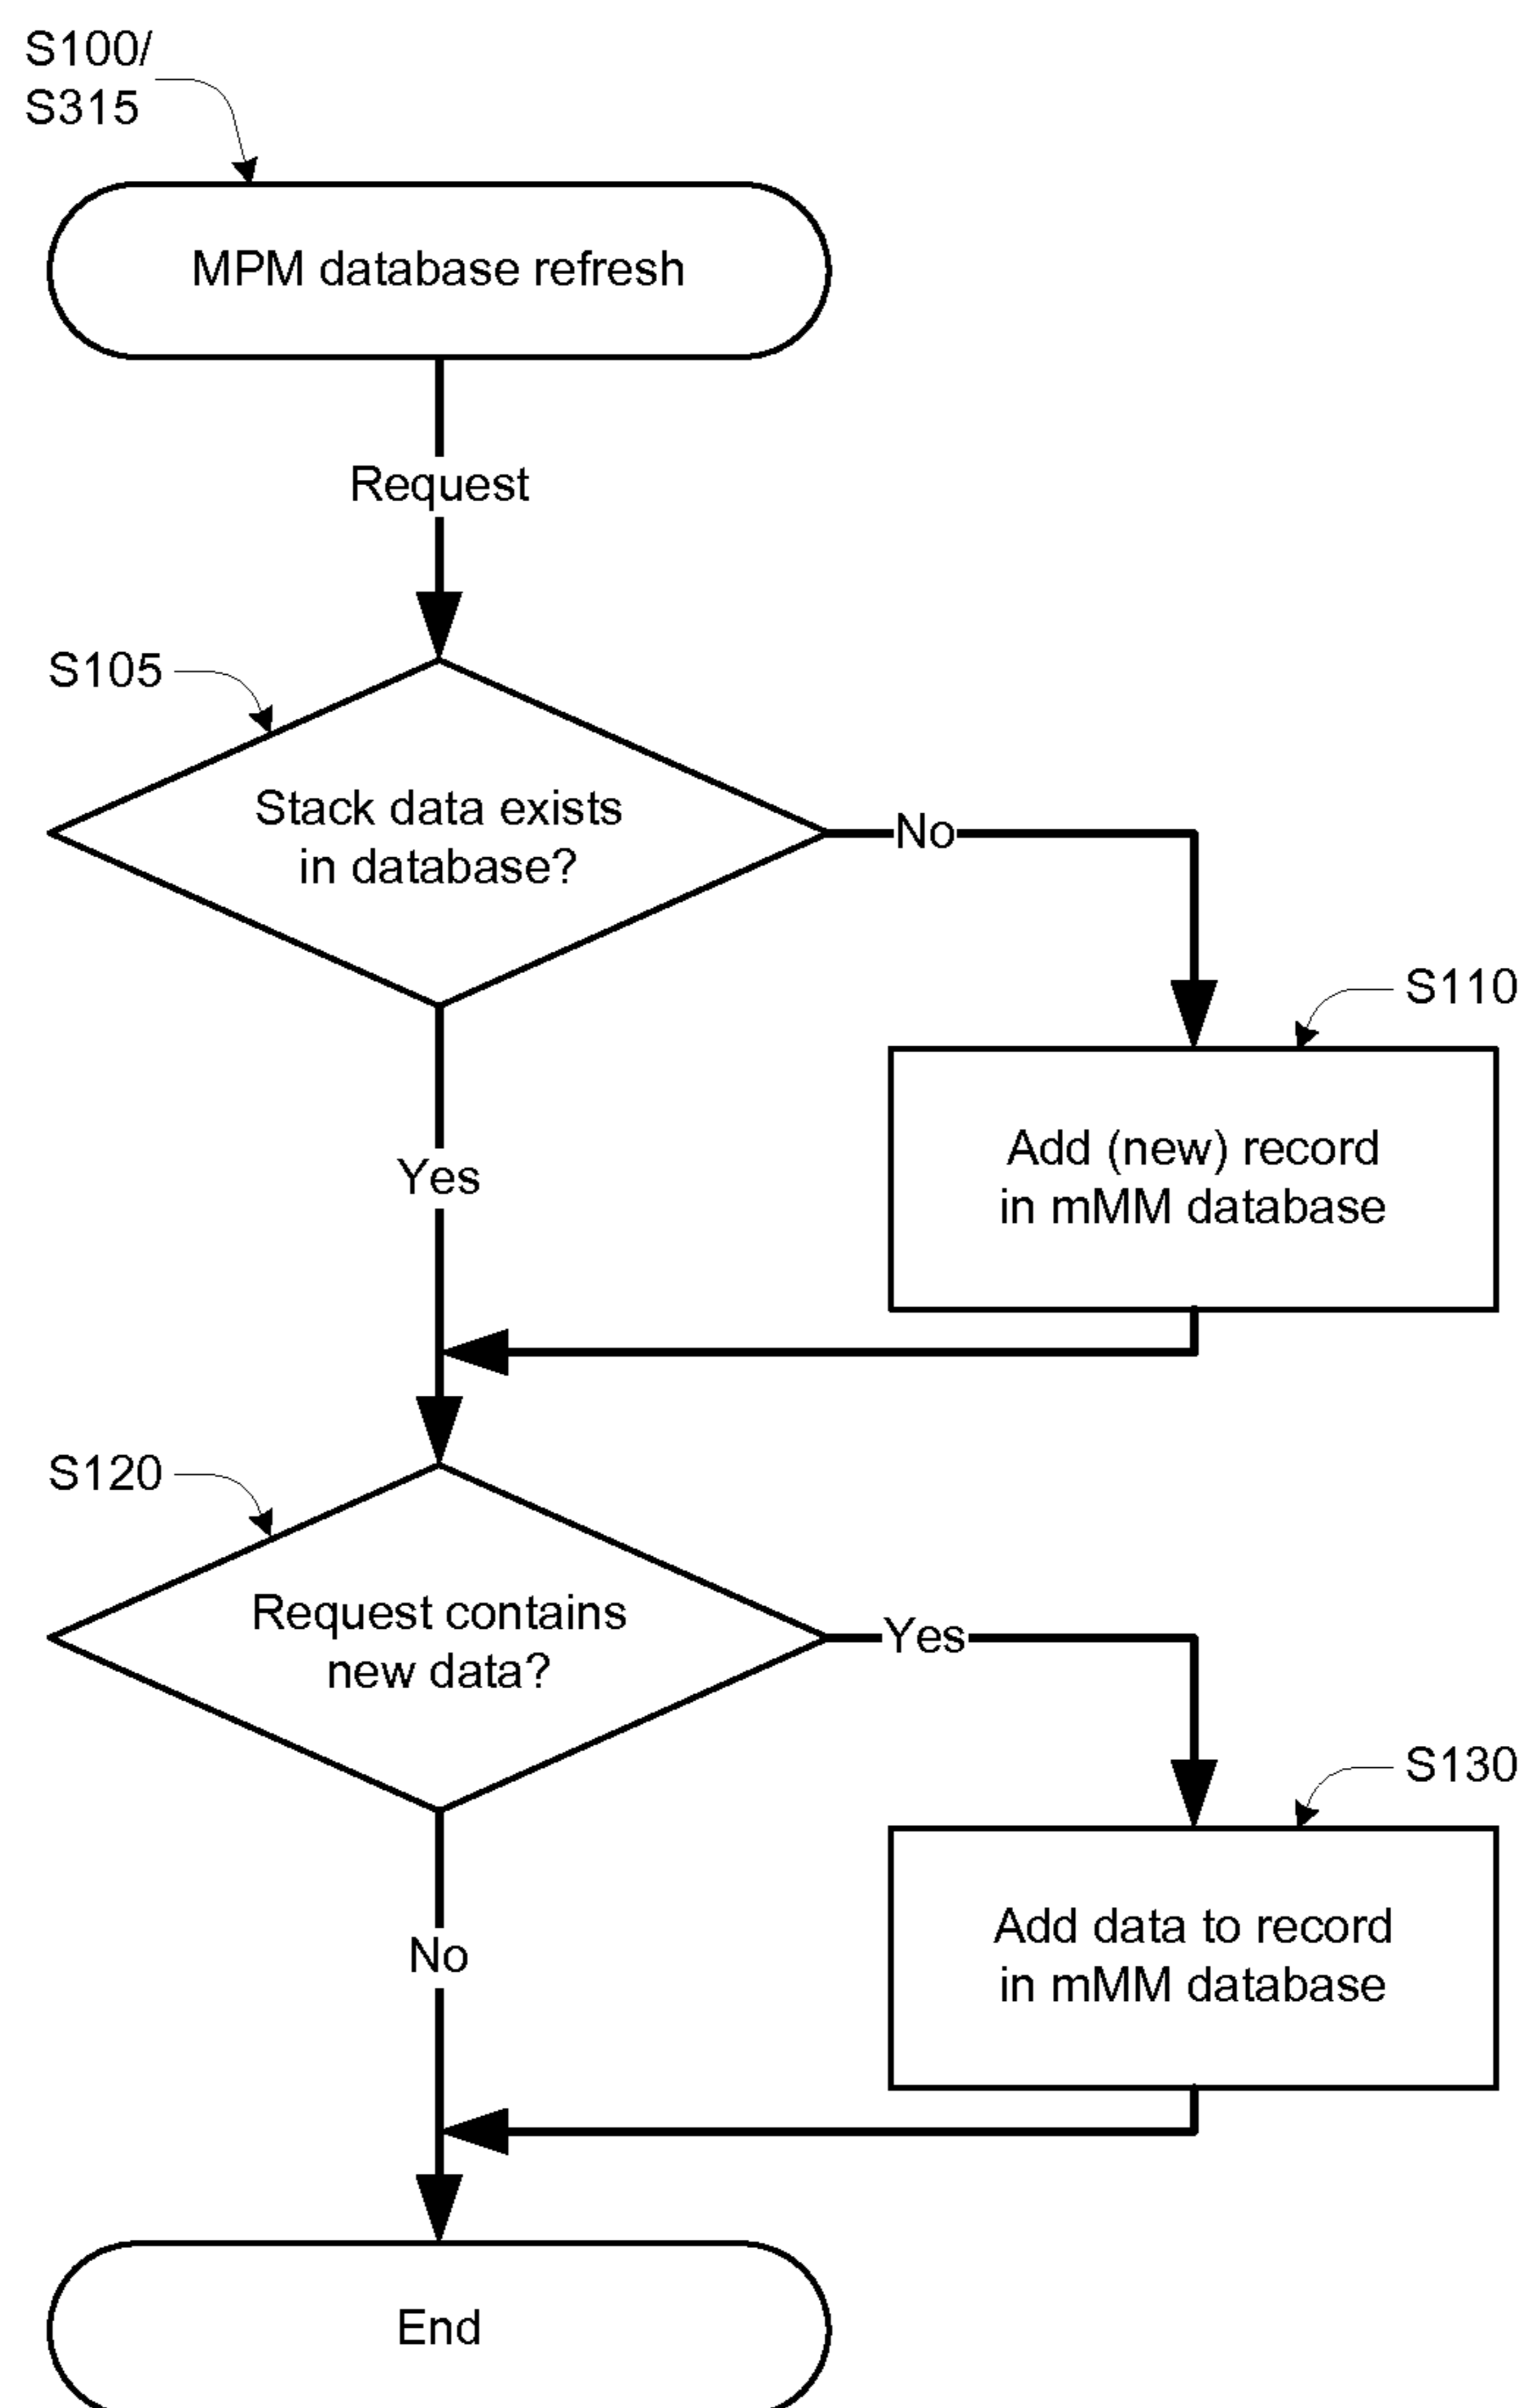 S100/
S315
MPM database refresh
Request
S105
Stack data exists
in database?
No
S110
Add (new) record
in mMM database
Yes
S120
Request contains
new data?
Yes
S130
Add data to record
in mMM database
No
End